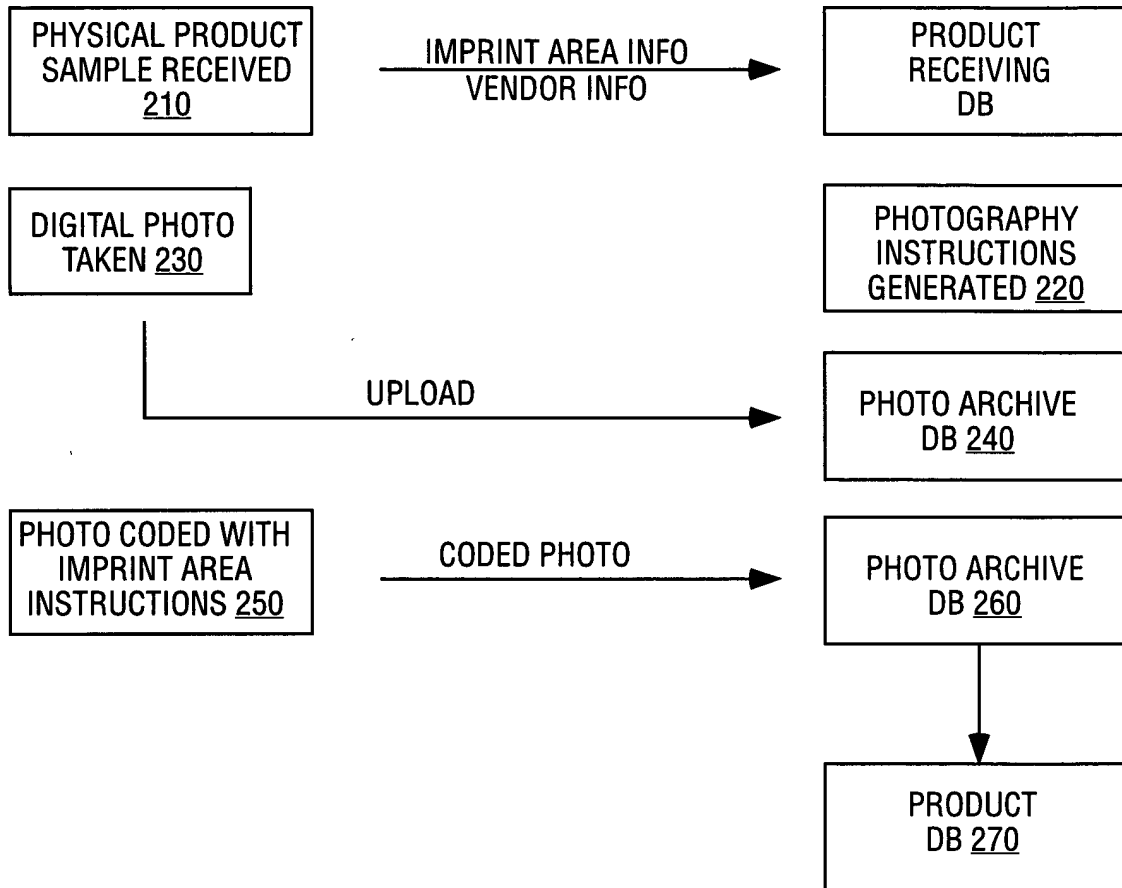 PHYSICAL PRODUCT
SAMPLE RECEIVED
210
IMPRINT AREA INFO
VENDOR INFO
PRODUCT
RECEIVING
DB
DIGITAL PHOTO
TAKEN 230
PHOTOGRAPHY
INSTRUCTIONS
GENERATED 220
UPLOAD
PHOTO ARCHIVE
DB 240
PHOTO CODED WITH
IMPRINT AREA
INSTRUCTIONS 250
CODED PHOTO
PHOTO ARCHIVE
DB 260
PRODUCT
DB 270